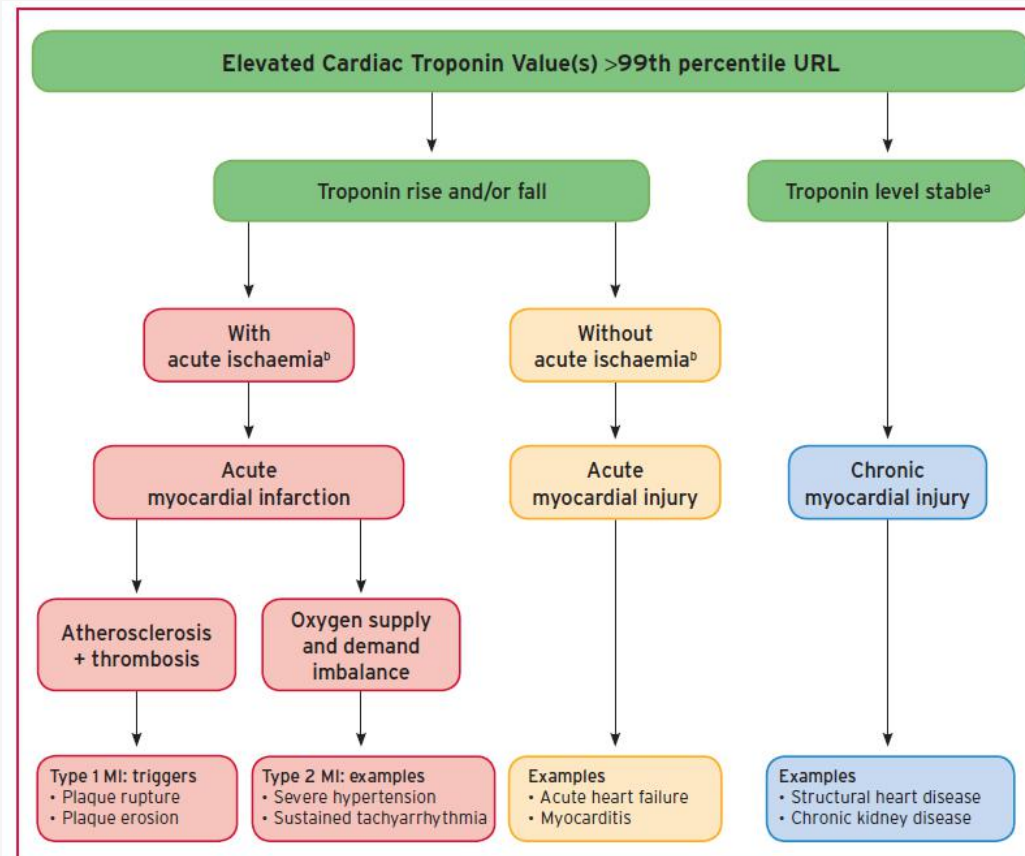 Elevated Cardiac Troponin Value(s) >99th percentile URL
Troponin rise and/or fall
Troponin level stableᵃ
With
acute ischaemiaᵇ
Without
acute ischaemiaᵇ
Acute
myocardial infarction
Acute
myocardial injury
Chronic
myocardial injury
Atherosclerosis
+ thrombosis
Oxygen supply
and demand
imbalance
Type 1 MI: triggers
• Plaque rupture
• Plaque erosion
Type 2 MI: examples
• Severe hypertension
• Sustained tachyarrhythmia
Examples
• Acute heart failure
• Myocarditis
Examples
• Structural heart disease
• Chronic kidney disease